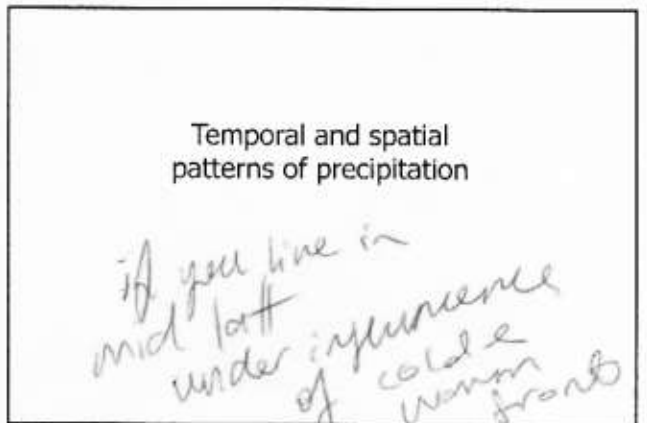 Temporal and spatial
patterns of precipitation
if you live in
mid latt
under influence
of cold &
warm
fronts